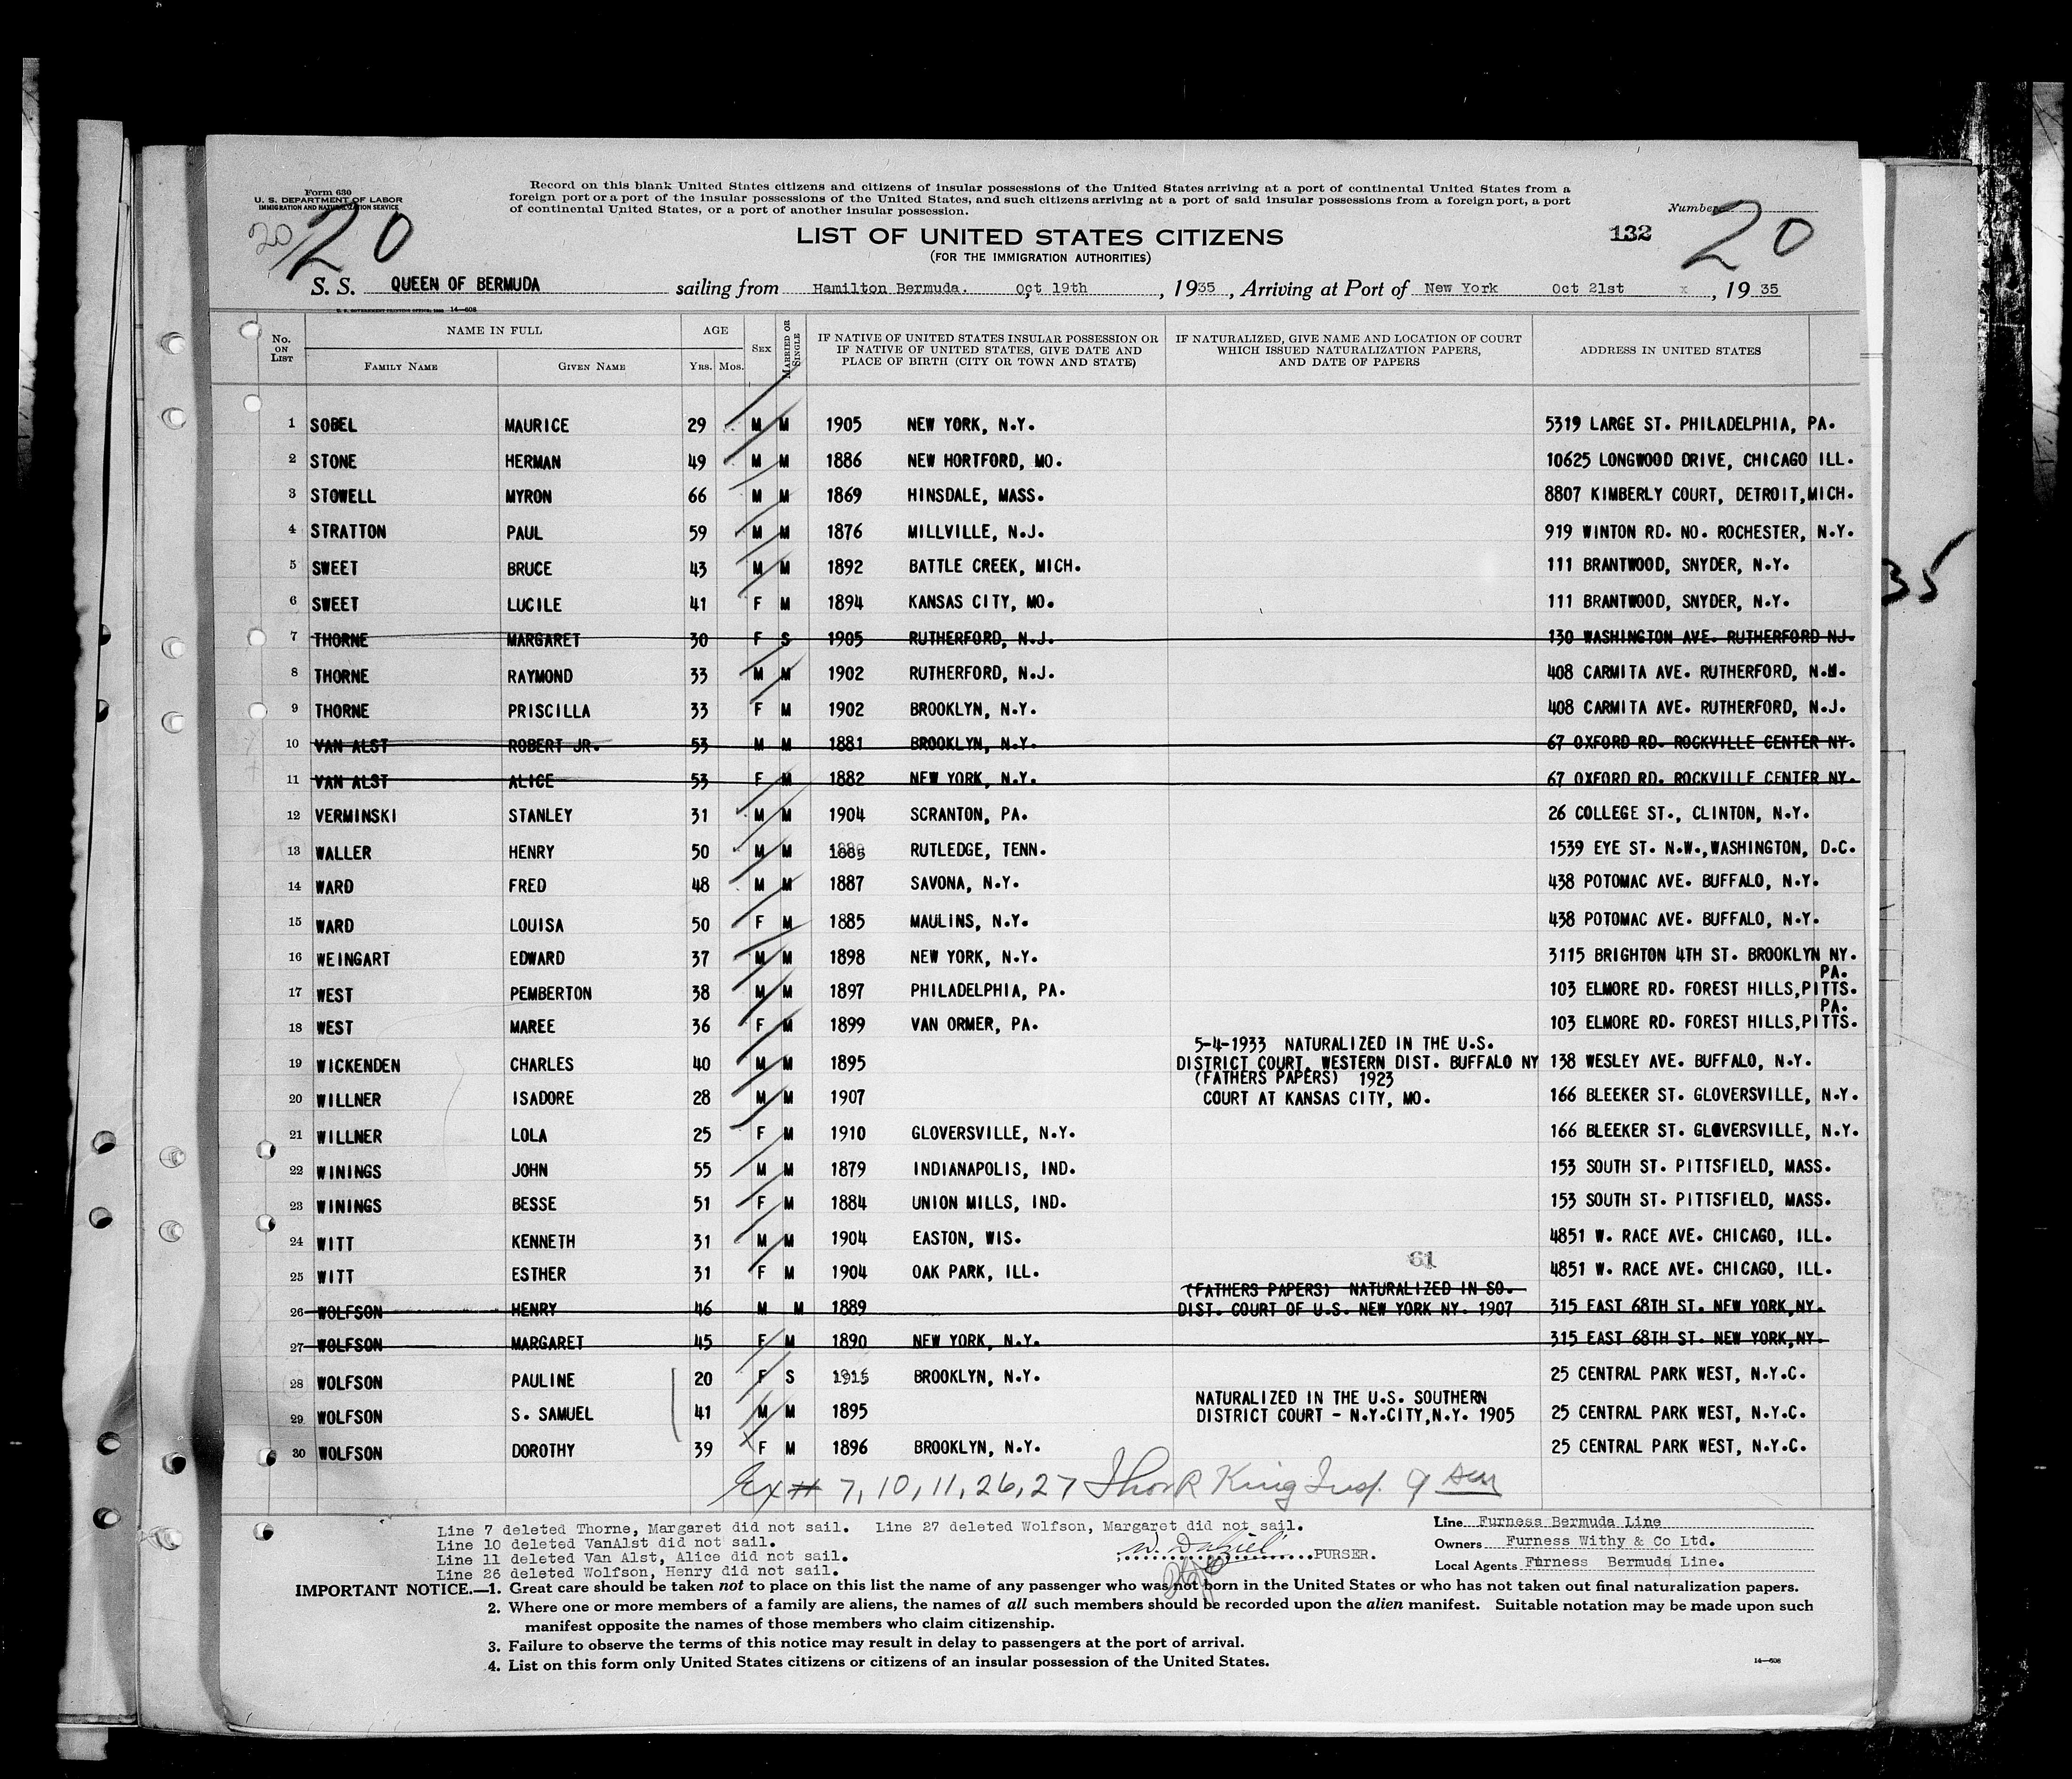 Form 630
U. S. DEPARTMENT OF LABOR
IMMIGRATION AND NATURALIZATION SERVICE
Record on this blank United States citizens and citizens of insular possessions of the United States arriving at a port of continental United States from a
foreign port or a port of the insular possessions of the United States, and such citizens arriving at a port of said insular possessions from a foreign port, a port
of continental United States, or a port of another insular possession.
Number
20 20
LIST OF UNITED STATES CITIZENS
132 20
(FOR THE IMMIGRATION AUTHORITIES)
S. S. QUEEN OF BERMUDA sailing from Hamilton Bermuda. Oct 19th, 1935, Arriving at Port of New York Oct 21st x, 1935
14—608
No. ON LIST NAME IN FULL AGE SEX MARRIED OR SINGLE IF NATIVE OF UNITED STATES INSULAR POSSESSION OR IF NATIVE OF UNITED STATES, GIVE DATE AND PLACE OF BIRTH (CITY OR TOWN AND STATE) IF NATURALIZED, GIVE NAME AND LOCATION OF COURT WHICH ISSUED NATURALIZATION PAPERS, AND DATE OF PAPERS ADDRESS IN UNITED STATES
FAMILY NAME GIVEN NAME YRS. MOS.
1 SOBEL MAURICE 29 M M 1905 NEW YORK, N.Y. 5319 LARGE ST. PHILADELPHIA, PA.
2 STONE HERMAN 49 M M 1886 NEW HORTFORD, MO. 10625 LONGWOOD DRIVE, CHICAGO ILL.
3 STOWELL MYRON 66 M M 1869 HINSDALE, MASS. 8807 KIMBERLY COURT, DETROIT,MICH.
4 STRATTON PAUL 59 M M 1876 MILLVILLE, N.J. 919 WINTON RD. NO. ROCHESTER, N.Y.
5 SWEET BRUCE 43 M M 1892 BATTLE CREEK, MICH. 111 BRANTWOOD, SNYDER, N.Y.
6 SWEET LUCILE 41 F M 1894 KANSAS CITY, MO. 111 BRANTWOOD, SNYDER, N.Y.
35
7 THORNE MARGARET 30 F S 1905 RUTHERFORD, N.J. 130 WASHINGTON AVE. RUTHERFORD NJ.
8 THORNE RAYMOND 33 M M 1902 RUTHERFORD, N.J. 408 CARMITA AVE. RUTHERFORD,
9 THORNE PRISCILLA 33 F M 1902 BROOKLYN, N.Y. 408 CARMITA AVE. RUTHERFORD, N.J.
10 VAN ALST ROBERT JR. 53 M M 1881 BROOKLYN, N.Y. 67 OXFORD RD. ROCKVILLE CENTER NY.
11 VAN ALST ALICE 53 F M 1882 NEW YORK, N.Y. 67 OXFORD RD. ROCKVILLE CENTER NY.
12 VERMINSKI STANLEY 31 M M 1904 SCRANTON, PA. 26 COLLEGE ST., CLINTON, N.Y.
13 WALLER HENRY 50 M M 1885 RUTLEDGE, TENN. 1539 EYE ST. N.W.,WASHINGTON, D.C.
14 WARD FRED 48 M M 1887 SAVONA, N.Y. 438 POTOMAC AVE. BUFFALO, N.Y.
15 WARD LOUISA 50 F M 1885 MAULINS, N.Y. 438 POTOMAC AVE. BUFFALO, N.Y.
16 WEINGART EDWARD 37 M M 1898 NEW YORK, N.Y. 3115 BRIGHTON 4TH ST. BROOKLYN NY.
PA.
17 WEST PEMBERTON 38 M M 1897 PHILADELPHIA, PA. 103 ELMORE RD. FOREST HILLS,PITTS.
PA.
18 WEST MAREE 36 F M 1899 VAN ORMER, PA. 103 ELMORE RD. FOREST HILLS,PITTS.
5-4-1933 NATURALIZED IN THE U.S.
19 WICKENDEN CHARLES 40 M M 1895 DISTRICT COURT, WESTERN DIST. BUFFALO NY 138 WESLEY AVE. BUFFALO, N.Y.
(FATHERS PAPERS) 1923
20 WILLNER ISADORE 28 M M 1907 COURT AT KANSAS CITY, MO. 166 BLEEKER ST. GLOVERSVILLE, N.Y.
21 WILLNER LOLA 25 F M 1910 GLOVERSVILLE, N.Y. 166 BLEEKER ST. GLOVERSVILLE, N.Y.
22 WININGS JOHN 55 M M 1879 INDIANAPOLIS, IND. 153 SOUTH ST. PITTSFIELD, MASS.
23 WININGS BESSE 51 F M 1884 UNION MILLS, IND. 153 SOUTH ST. PITTSFIELD, MASS.
24 WITT KENNETH 31 M M 1904 EASTON, WIS. 4851 W. RACE AVE. CHICAGO, ILL.
61
25 WITT ESTHER 31 F M 1904 OAK PARK, ILL. 4851 W. RACE AVE. CHICAGO, ILL.
(FATHERS PAPERS) NATURALIZED IN SO.
26 WOLFSON HENRY 46 M M 1889 DIST. COURT OF U.S. NEW YORK NY. 1907 315 EAST 68TH ST. NEW YORK,NY.
27 WOLFSON MARGARET 45 F M 1890 NEW YORK, N.Y. 315 EAST 68TH ST. NEW YORK,NY.
28 WOLFSON PAULINE 20 F S 1915 BROOKLYN, N.Y. 25 CENTRAL PARK WEST, N.Y.C.
NATURALIZED IN THE U.S. SOUTHERN
29 WOLFSON S. SAMUEL 41 M M 1895 DISTRICT COURT - N.Y.CITY,N.Y. 1905 25 CENTRAL PARK WEST, N.Y.C.
30 WOLFSON DOROTHY 39 F M 1896 BROOKLYN, N.Y. 25 CENTRAL PARK WEST, N.Y.C.
Ex # 7, 10, 11, 26, 27 Thos R King Insp.
Line 7 deleted Thorne, Margaret did not sail. Line 27 deleted Wolfson, Margaret did not sail.
Line 10 deleted VanAlst did not sail.
Line 11 deleted Van Alst, Alice did not sail.
Line 26 deleted Wolfson, Henry did not sail.
PURSER.
Line Furness Bermuda Line
Owners Furness Withy & Co Ltd.
Local Agents Furness Bermuda Line.
IMPORTANT NOTICE.—1. Great care should be taken not to place on this list the name of any passenger who was not born in the United States or who has not taken out final naturalization papers.
2. Where one or more members of a family are aliens, the names of all such members should be recorded upon the alien manifest. Suitable notation may be made upon such
manifest opposite the names of those members who claim citizenship.
3. Failure to observe the terms of this notice may result in delay to passengers at the port of arrival.
4. List on this form only United States citizens or citizens of an insular possession of the United States.
14—608